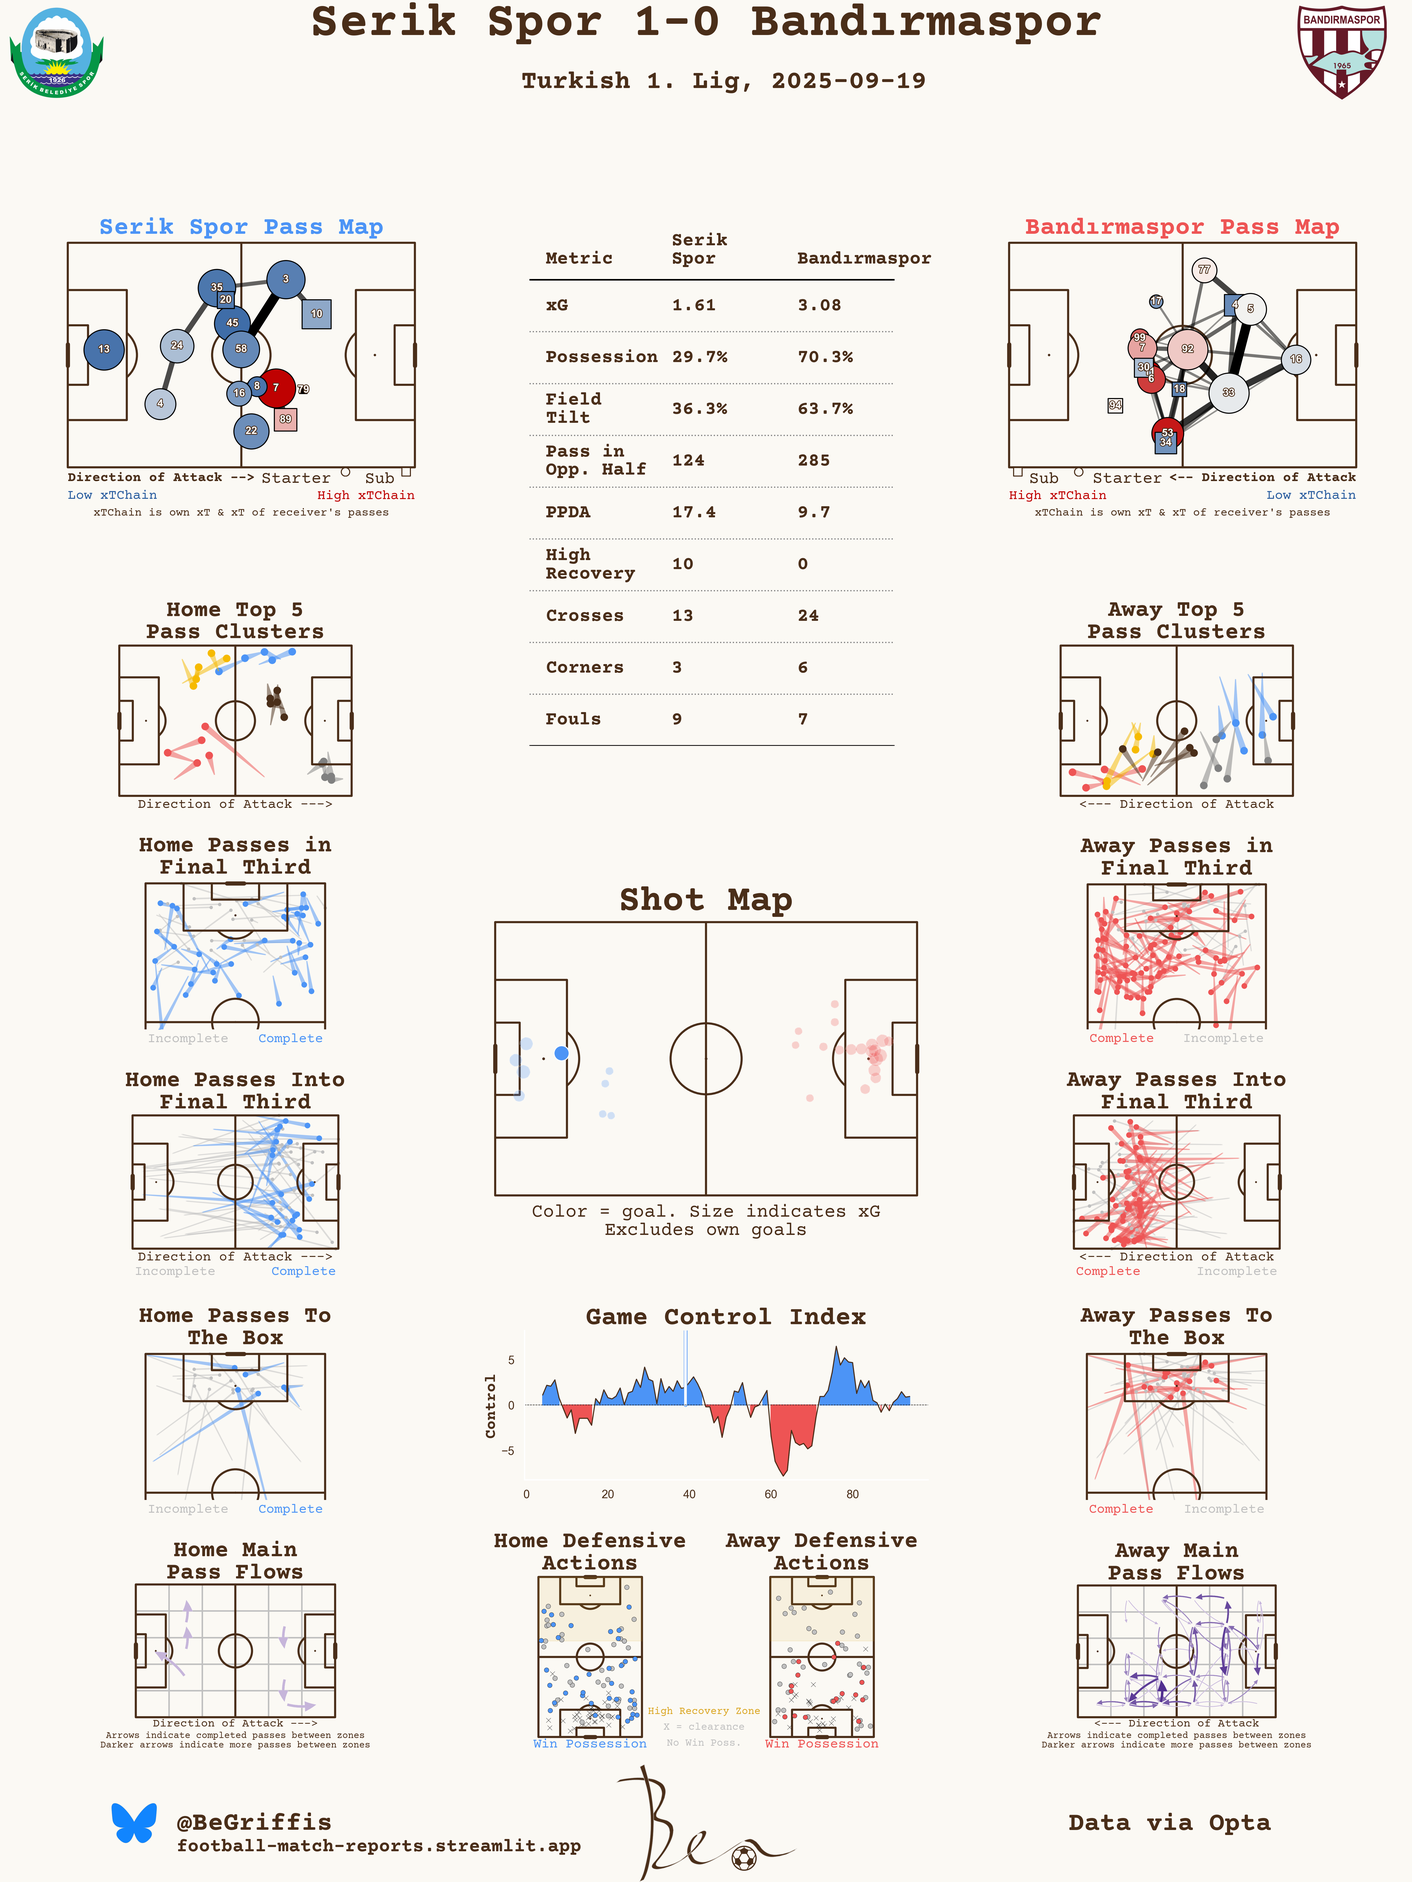 Serik Spor 1-0 Bandırmaspor
Turkish 1. Lig, 2025-09-19
1926
SERİK BELEDİYE SPOR
BANDIRMASPOR
1965
Serik Spor Pass Map
35
3
20
10
45
13
24
58
8
7
79
16
4
89
22
Direction of Attack --> Starter Sub
Low xTChain High xTChain
xTChain is own xT & xT of receiver's passes
Metric Serik Spor Bandırmaspor
xG 1.61 3.08
Possession 29.7% 70.3%
Field Tilt 36.3% 63.7%
Pass in Opp. Half 124 285
PPDA 17.4 9.7
High Recovery 10 0
Crosses 13 24
Corners 3 6
Fouls 9 7
Bandırmaspor Pass Map
77
17
4
5
99
7
92
16
30
6
18
33
94
53
34
Sub Starter <-- Direction of Attack
High xTChain Low xTChain
xTChain is own xT & xT of receiver's passes
Home Top 5
Pass Clusters
Direction of Attack --->
Away Top 5
Pass Clusters
<--- Direction of Attack
Home Passes in
Final Third
Incomplete Complete
Shot Map
Color = goal. Size indicates xG
Excludes own goals
Away Passes in
Final Third
Complete Incomplete
Home Passes Into
Final Third
Direction of Attack --->
Incomplete Complete
Away Passes Into
Final Third
<--- Direction of Attack
Complete Incomplete
Home Passes To
The Box
Incomplete Complete
Game Control Index
Control
5
0
−5
0 20 40 60 80
Away Passes To
The Box
Complete Incomplete
Home Main
Pass Flows
Direction of Attack --->
Arrows indicate completed passes between zones
Darker arrows indicate more passes between zones
Home Defensive
Actions
Win Possession
High Recovery Zone
X = clearance
No Win Poss.
Away Defensive
Actions
Win Possession
Away Main
Pass Flows
<--- Direction of Attack
Arrows indicate completed passes between zones
Darker arrows indicate more passes between zones
@BeGriffis
football-match-reports.streamlit.app
Ben
Data via Opta